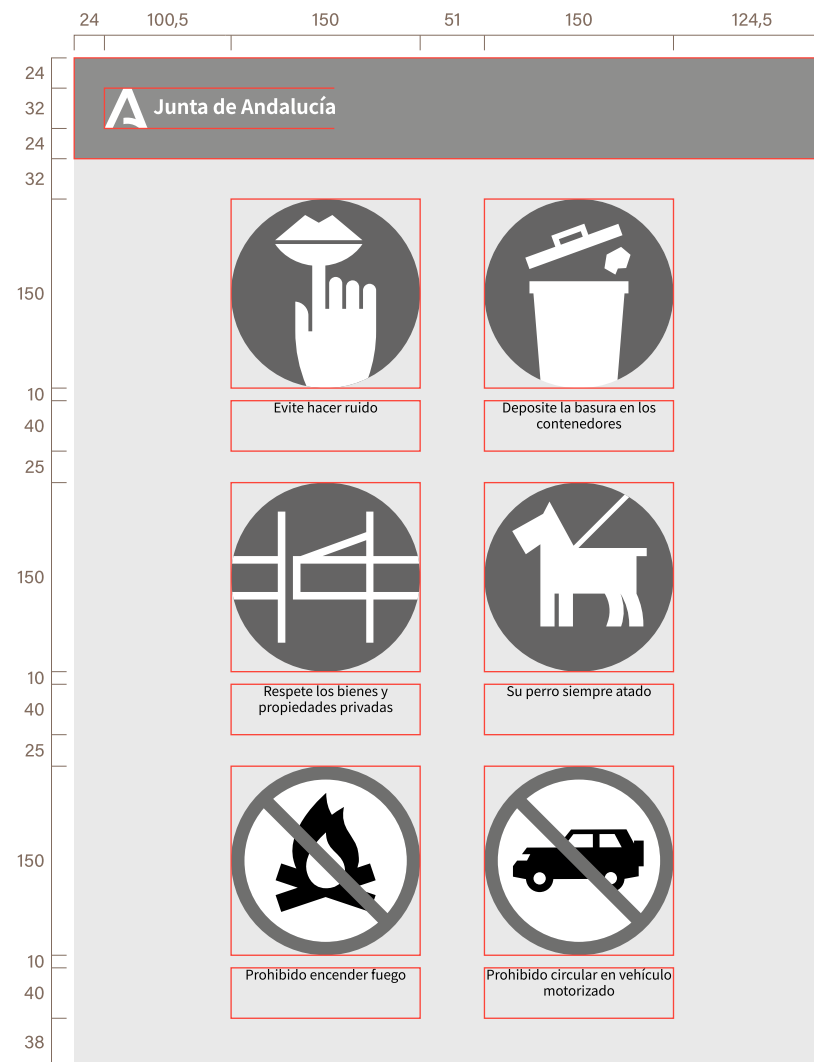 24 100,5 150 51 150 124,5
24
32
24
32
150
10
40
25
150
10
40
25
150
10
40
38
Junta de Andalucía
Evite hacer ruido
Deposite la basura en los
contenedores
Respete los bienes y
propiedades privadas
Su perro siempre atado
Prohibido encender fuego
Prohibido circular en vehículo
motorizado